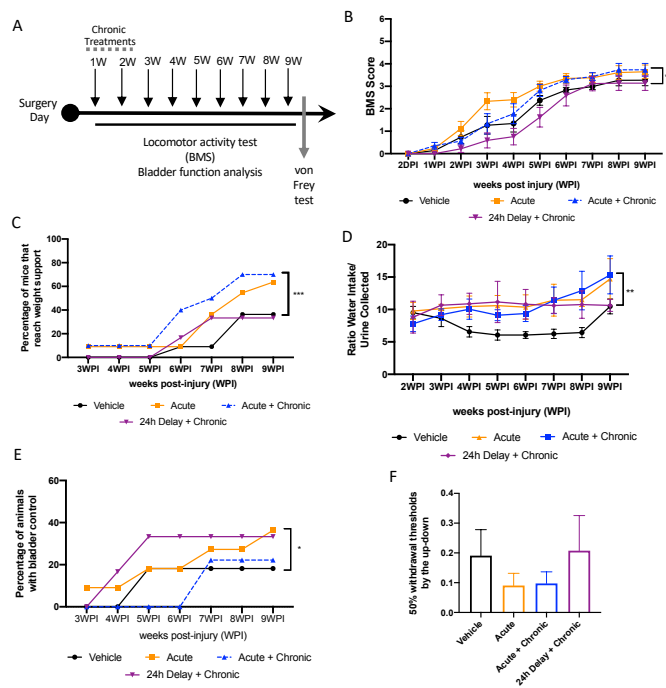 A
Chronic
Treatments
1W 2W 3W 4W 5W 6W 7W 8W 9W
Surgery
Day
Locomotor activity test
(BMS)
Bladder function analysis
von
Frey
test
B
BMS Score
6
4
2
0
2DPI 1WPI 2WPI 3WPI 4WPI 5WPI 6WPI 7WPI 8WPI 9WPI
weeks post injury (WPI)
Vehicle Acute Acute + Chronic
24h Delay + Chronic
C
Percentage of mice that
reach weight support
100
80
60
40
20
0
***
3WPI 4WPI 5WPI 6WPI 7WPI 8WPI 9WPI
weeks post-injury (WPI)
Vehicle Acute Acute + Chronic
24h Delay + Chronic
D
Ratio Water Intake/
Urine Collected
20
15
10
5
0
**
2WPI 3WPI 4WPI 5WPI 6WPI 7WPI 8WPI 9WPI
weeks post-injury (WPI)
Vehicle Acute Acute + Chronic
24h Delay + Chronic
E
Percentage of animals
with bladder control
60
40
20
0
*
3WPI 4WPI 5WPI 6WPI 7WPI 8WPI 9WPI
weeks post-injury (WPI)
Vehicle Acute Acute + Chronic
24h Delay + Chronic
F
50% withdrawal thresholds
by the up-down
0.4
0.3
0.2
0.1
0.0
Vehicle
Acute
Acute + Chronic
24h Delay + Chronic